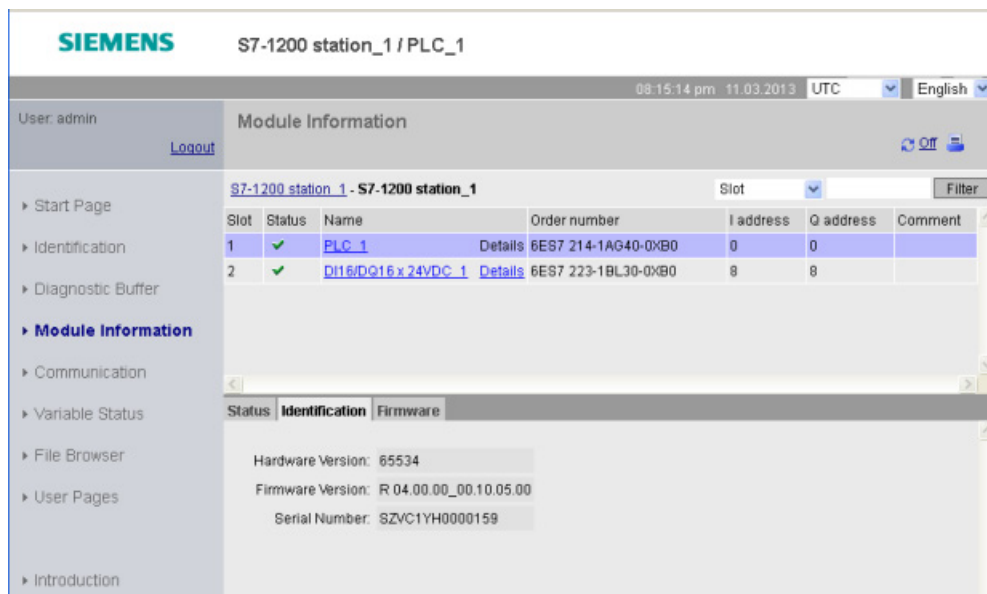 SIEMENS S7-1200 station_1 / PLC_1
08:15:14 pm 11.03.2013 UTC English
User: admin
Logout
Module Information
Off
Start Page
Identification
Diagnostic Buffer
Module Information
Communication
Variable Status
File Browser
User Pages
Introduction
S7-1200 station_1 - S7-1200 station_1 Slot Filter
Slot Status Name Order number I address Q address Comment
1 PLC_1 Details 6ES7 214-1AG40-0XB0 0 0
2 DI16/DQ16 x 24VDC_1 Details 6ES7 223-1BL30-0XB0 8 8
Status Identification Firmware
Hardware Version: 65534
Firmware Version: R 04.00.00_00.10.05.00
Serial Number: SZVC1YH0000159